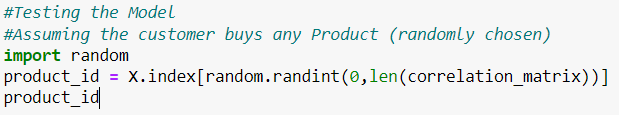 #Testing the Model
#Assuming the customer buys any Product (randomly chosen)
import random
product_id = X.index[random.randint(0,len(correlation_matrix))]
product_id